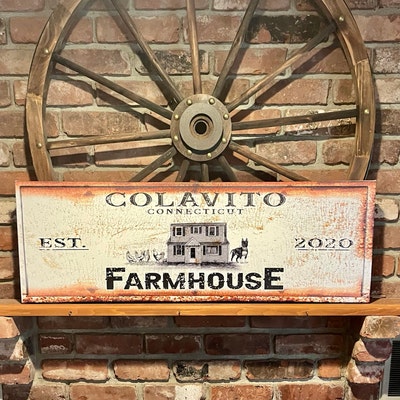 COLAVITO
CONNECTICUT
EST. 2020
FARMHOUSE